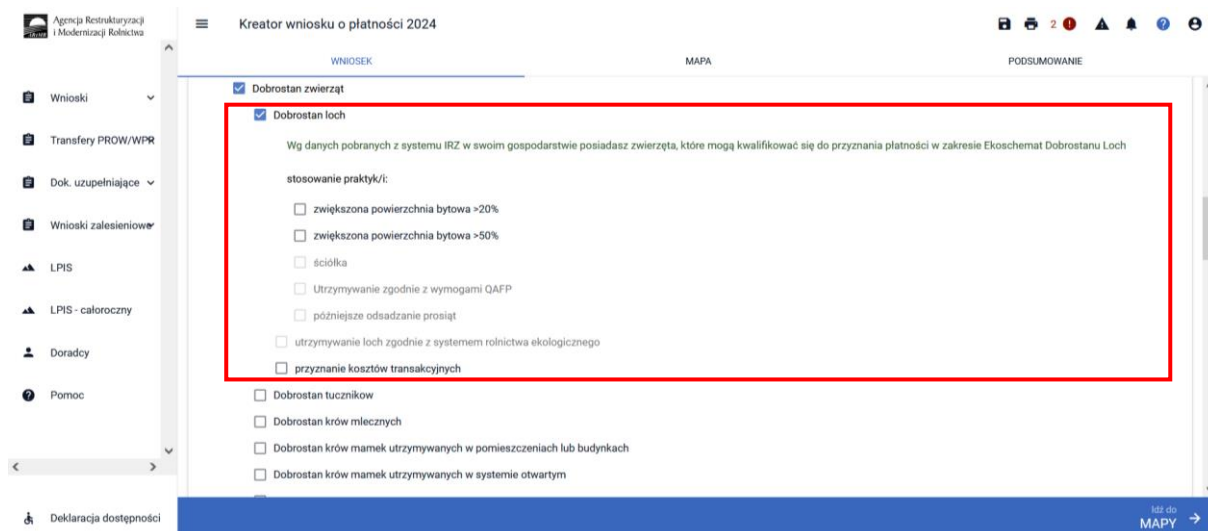 Agencja Restrukturyzacji
i Modernizacji Rolnictwa
Kreator wniosku o płatności 2024
2
WNIOSEK
MAPA
PODSUMOWANIE
Wnioski
Transfery PROW/WPR
Dok. uzupełniające
Wnioski zalesieniowe
LPIS
LPIS - całoroczny
Doradcy
Pomoc
Deklaracja dostępności
Dobrostan zwierząt
Dobrostan loch
Wg danych pobranych z systemu IRZ w swoim gospodarstwie posiadasz zwierzęta, które mogą kwalifikować się do przyznania płatności w zakresie Ekoschemat Dobrostanu Loch
stosowanie praktyk/i:
zwiększona powierzchnia bytowa >20%
zwiększona powierzchnia bytowa >50%
ściółka
Utrzymywanie zgodnie z wymogami QAFP
późniejsze odsadzanie prosiąt
utrzymywanie loch zgodnie z systemem rolnictwa ekologicznego
przyznanie kosztów transakcyjnych
Dobrostan tucznikow
Dobrostan krów mlecznych
Dobrostan krów mamek utrzymywanych w pomieszczeniach lub budynkach
Dobrostan krów mamek utrzymywanych w systemie otwartym
Idź do
MAPY